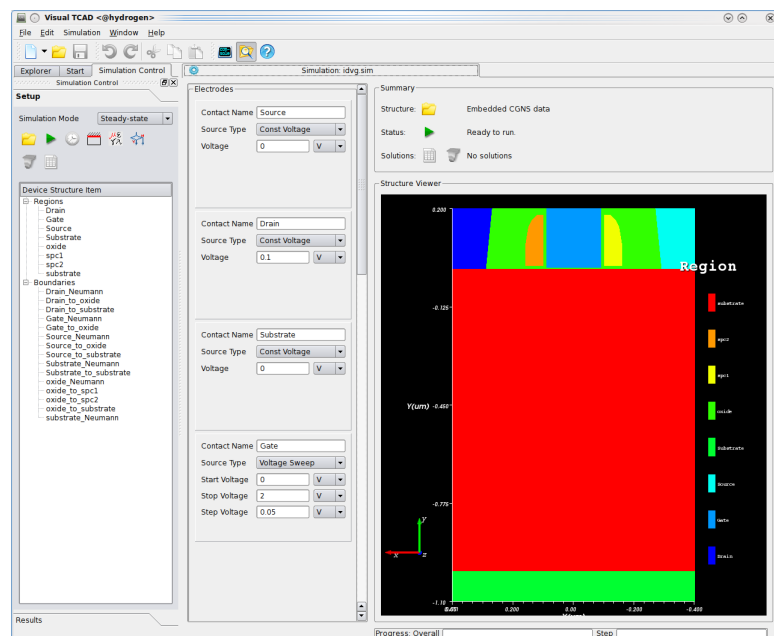 Visual TCAD <@hydrogen>
File Edit Simulation Window Help
Explorer Start Simulation Control
Simulation: idvg.sim
Simulation Control
Setup
Simulation Mode Steady-state
Device Structure Item
Regions
Drain
Gate
Source
Substrate
oxide
spc1
spc2
substrate
Boundaries
Drain_Neumann
Drain_to_oxide
Drain_to_substrate
Gate_Neumann
Gate_to_oxide
Source_Neumann
Source_to_oxide
Source_to_substrate
Substrate_Neumann
Substrate_to_substrate
oxide_Neumann
oxide_to_spc1
oxide_to_spc2
oxide_to_substrate
substrate_Neumann
Results
Electrodes
Contact Name Source
Source Type Const Voltage
Voltage 0 V
Contact Name Drain
Source Type Const Voltage
Voltage 0.1 V
Contact Name Substrate
Source Type Const Voltage
Voltage 0 V
Contact Name Gate
Source Type Voltage Sweep
Start Voltage 0 V
Stop Voltage 2 V
Step Voltage 0.05 V
Summary
Structure: Embedded CGNS data
Status: Ready to run.
Solutions: No solutions
Structure Viewer
0.200
-0.125
Y(um) -0.450
-0.775
-1.10
0.200 0.00 -0.200 -0.400
Y
X Z
Region
substrate
spc2
spc1
oxide
Substrate
Source
Gate
Drain
Progress: Overall Step